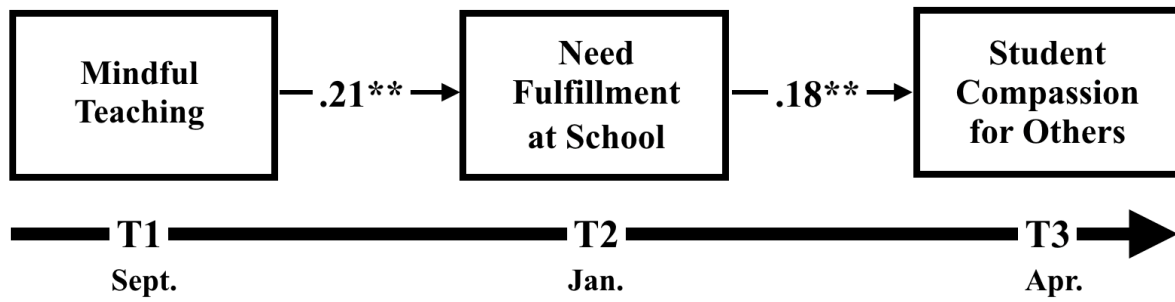 Mindful
Teaching
.21**
Need
Fulfillment
at School
.18**
Student
Compassion
for Others
T1
T2
T3
Sept.
Jan.
Apr.